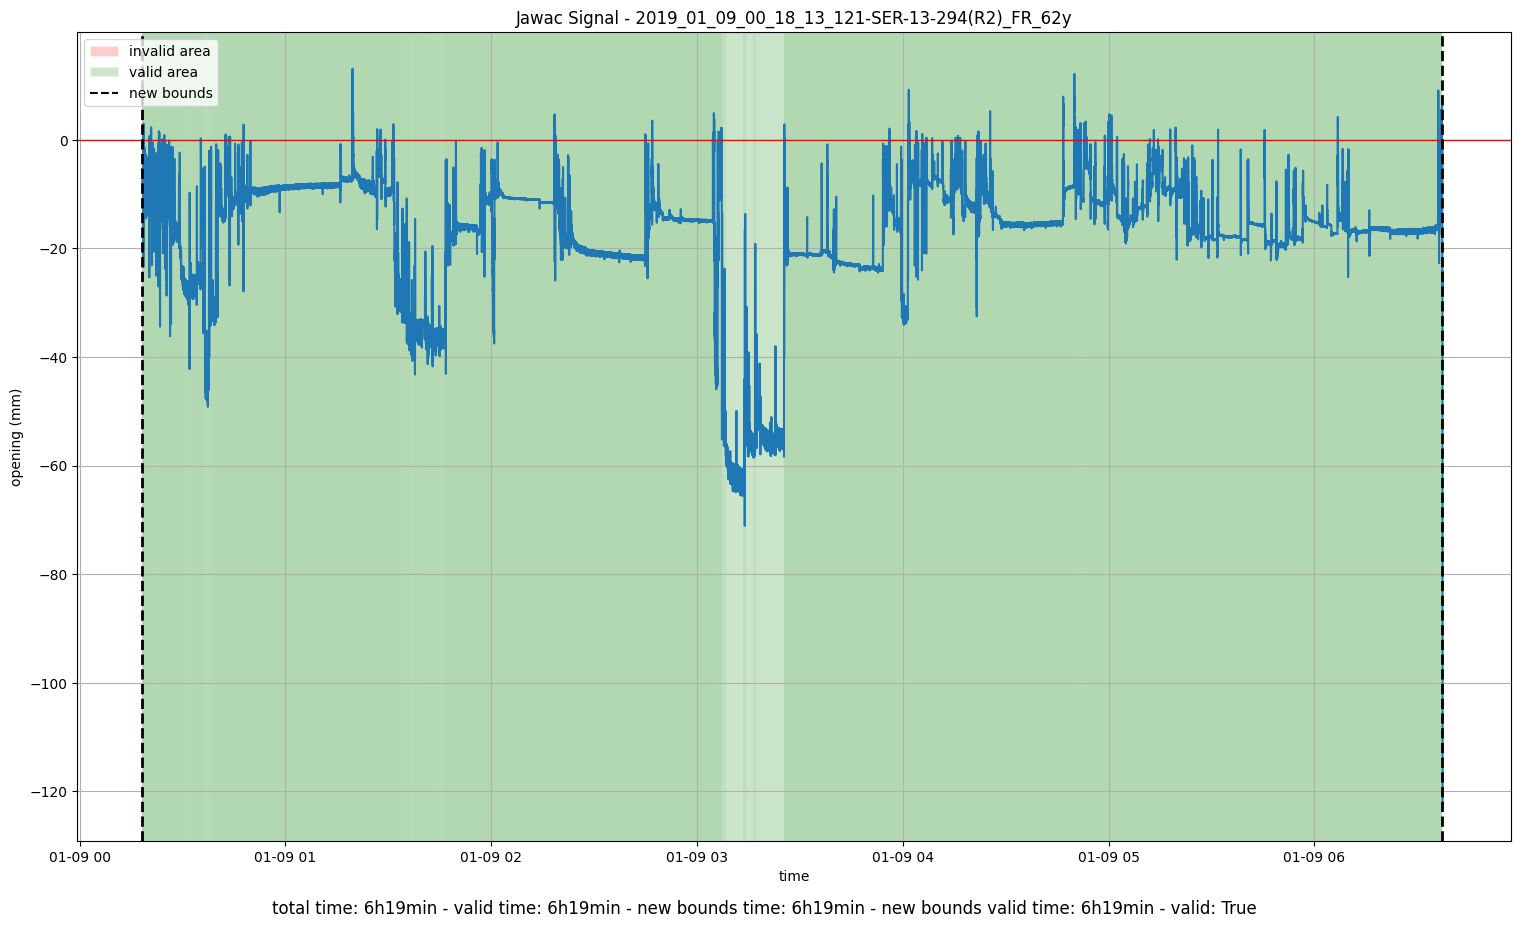 Jawac Signal - 2019_01_09_00_18_13_121-SER-13-294(R2)_FR_62y
invalid area
valid area
new bounds
opening (mm)
0
−20
−40
−60
−80
−100
−120
01-09 00
01-09 01
01-09 02
01-09 03
01-09 04
01-09 05
01-09 06
time
total time: 6h19min - valid time: 6h19min - new bounds time: 6h19min - new bounds valid time: 6h19min - valid: True